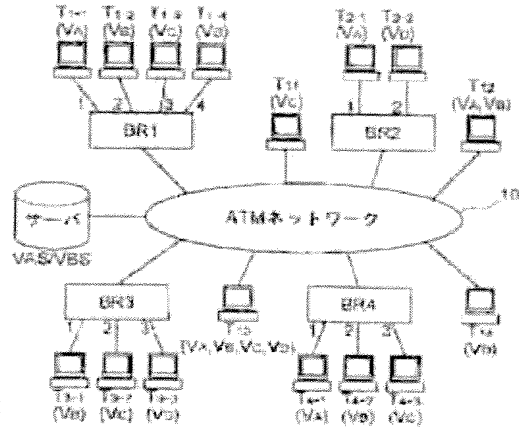 T1-1 T1-2 T1-3 T1-4
(VA) (VB) (VC)
1 2 3 4
BR1
T2-1 T2-2
(VA) (VD)
1 2
BR2
T11
(VC)
T12
(VA,VB)
10
サーバ
VAS/VBS
ATMネットワーク
BR3
1 2 3
T3-1 T3-2 T3-3
(VB) (VC) (VD)
T13
(VA,VB,VC,VD)
BR4
1 2 3
T4-1 T4-2 T4-3
(VA) (VB) (VC)
T14